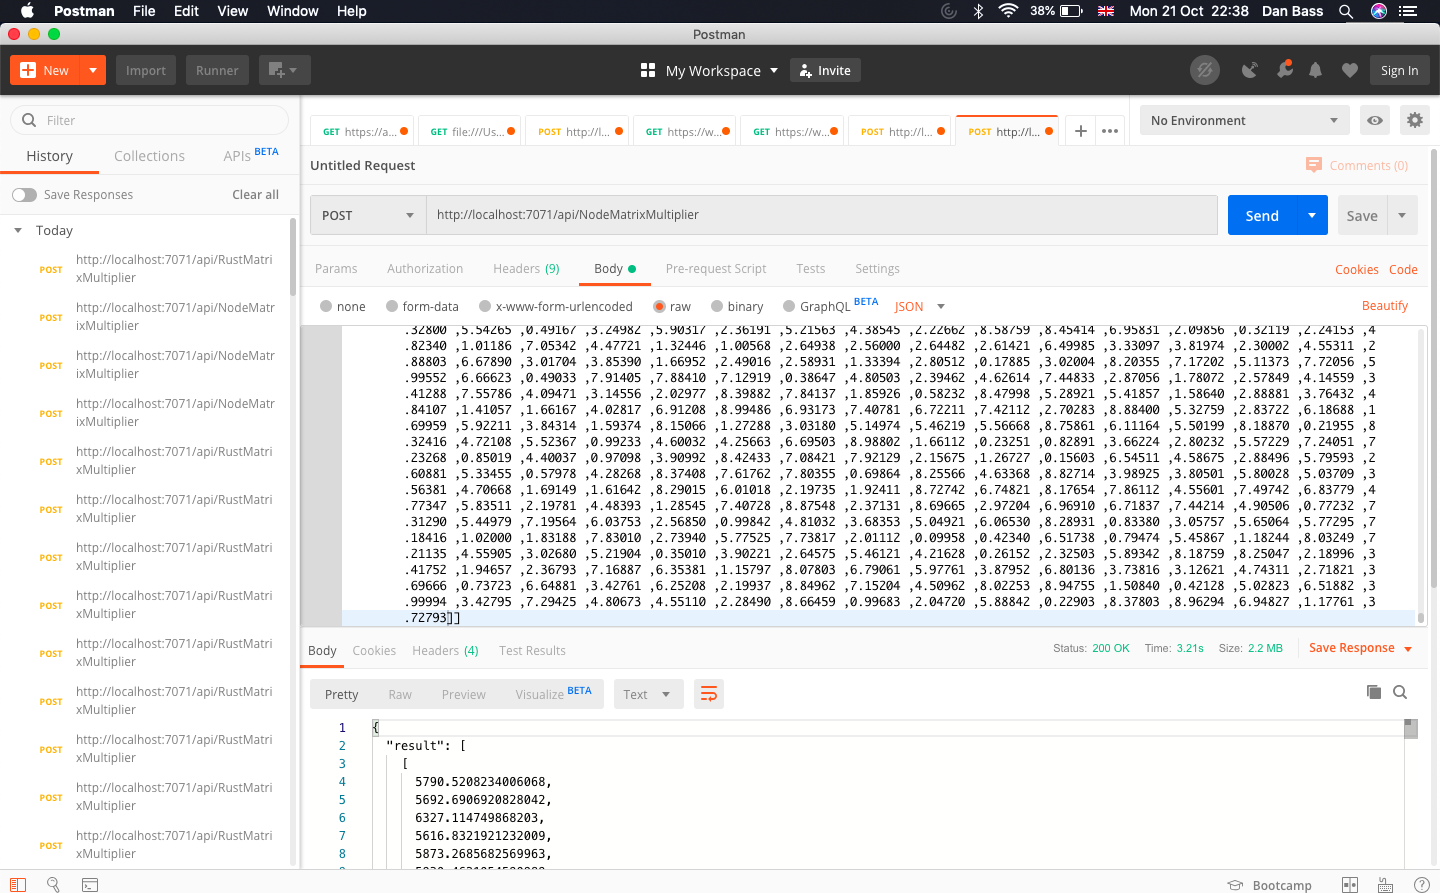 Postman File Edit View Window Help 38% Mon 21 Oct 22:38 Dan Bass
Postman
New Import Runner My Workspace Invite Sign In
Filter
History Collections APIs BETA
Save Responses Clear all
Today
POST http://localhost:7071/api/RustMatri
xMultiplier
POST http://localhost:7071/api/NodeMatr
ixMultiplier
POST http://localhost:7071/api/NodeMatr
ixMultiplier
POST http://localhost:7071/api/NodeMatr
ixMultiplier
POST http://localhost:7071/api/RustMatri
xMultiplier
POST http://localhost:7071/api/RustMatri
xMultiplier
POST http://localhost:7071/api/RustMatri
xMultiplier
POST http://localhost:7071/api/RustMatri
xMultiplier
POST http://localhost:7071/api/RustMatri
xMultiplier
POST http://localhost:7071/api/RustMatri
xMultiplier
POST http://localhost:7071/api/RustMatri
xMultiplier
POST http://localhost:7071/api/RustMatri
xMultiplier
POST http://localhost:7071/api/RustMatri
xMultiplier
GET https://a... GET file:///Us... POST http://l... GET https://w... GET https://w... POST http://l... POST http://l... + ••• No Environment
Untitled Request Comments (0)
POST http://localhost:7071/api/NodeMatrixMultiplier Send Save
Params Authorization Headers (9) Body Pre-request Script Tests Settings Cookies Code
none form-data x-www-form-urlencoded raw binary GraphQL BETA JSON Beautify
.32800 ,5.54265 ,0.49167 ,3.24982 ,5.90317 ,2.36191 ,5.21563 ,4.38545 ,2.22662 ,8.58759 ,8.45414 ,6.95831 ,2.09856 ,0.32119 ,2.24153 ,4
.82340 ,1.01186 ,7.05342 ,4.47721 ,1.32446 ,1.00568 ,2.64938 ,2.56000 ,2.64482 ,2.61421 ,6.49985 ,3.33097 ,3.81974 ,2.30002 ,4.55311 ,2
.88803 ,6.67890 ,3.01704 ,3.85390 ,1.66952 ,2.49016 ,2.58931 ,1.33394 ,2.80512 ,0.17885 ,3.02004 ,8.20355 ,7.17202 ,5.11373 ,7.72056 ,5
.99552 ,6.66623 ,0.49033 ,7.91405 ,7.88410 ,7.12919 ,0.38647 ,4.80503 ,2.39462 ,4.62614 ,7.44833 ,2.87056 ,1.78072 ,2.57849 ,4.14559 ,3
.41288 ,7.55786 ,4.09471 ,3.14556 ,2.02977 ,8.39882 ,7.84137 ,1.85926 ,0.58232 ,8.47998 ,5.28921 ,5.41857 ,1.58640 ,2.88881 ,3.76432 ,4
.84107 ,1.41057 ,1.66167 ,4.02817 ,6.91208 ,8.99486 ,6.93173 ,7.40781 ,6.72211 ,7.42112 ,2.70283 ,8.88400 ,5.32759 ,2.83722 ,6.18688 ,1
.69959 ,5.92211 ,3.84314 ,1.59374 ,8.15066 ,1.27288 ,3.03180 ,5.14974 ,5.46219 ,5.56668 ,8.75861 ,6.11164 ,5.50199 ,8.18870 ,0.21955 ,8
.32416 ,4.72108 ,5.52367 ,0.99233 ,4.60032 ,4.25663 ,6.69503 ,8.98802 ,1.66112 ,0.23251 ,0.82891 ,3.66224 ,2.80232 ,5.57229 ,7.24051 ,7
.23268 ,0.85019 ,4.40037 ,0.97098 ,3.90992 ,8.42433 ,7.08421 ,7.92129 ,2.15675 ,1.26727 ,0.15603 ,6.54511 ,4.58675 ,2.88496 ,5.79593 ,2
.60881 ,5.33455 ,0.57978 ,4.28268 ,8.37408 ,7.61762 ,7.80355 ,0.69864 ,8.25566 ,4.63368 ,8.82714 ,3.98925 ,3.80501 ,5.80028 ,5.03709 ,3
.56381 ,4.70668 ,1.69149 ,1.61642 ,8.29015 ,6.01018 ,2.19735 ,1.92411 ,8.72742 ,6.74821 ,8.17654 ,7.86112 ,4.55601 ,7.49742 ,6.83779 ,4
.77347 ,5.83511 ,2.19781 ,4.48393 ,1.28545 ,7.40728 ,8.87548 ,2.37131 ,8.69665 ,2.97204 ,6.96910 ,6.71837 ,7.44214 ,4.90506 ,0.77232 ,7
.31290 ,5.44979 ,7.19564 ,6.03753 ,2.56850 ,0.99842 ,4.81032 ,3.68353 ,5.04921 ,6.06530 ,8.28931 ,0.83380 ,3.05757 ,5.65064 ,5.77295 ,7
.18416 ,1.02000 ,1.83188 ,7.83010 ,2.73940 ,5.77525 ,7.73817 ,2.01112 ,0.09958 ,0.42340 ,6.51738 ,0.79474 ,5.45867 ,1.18244 ,8.03249 ,7
.21135 ,4.55905 ,3.02680 ,5.21904 ,0.35010 ,3.90221 ,2.64575 ,5.46121 ,4.21628 ,0.26152 ,2.32503 ,5.89342 ,8.18759 ,8.25047 ,2.18996 ,3
.41752 ,1.94657 ,2.36793 ,7.16887 ,6.35381 ,1.15797 ,8.07803 ,6.79061 ,5.97761 ,3.87952 ,6.80136 ,3.73816 ,3.12621 ,4.74311 ,2.71821 ,3
.69666 ,0.73723 ,6.64881 ,3.42761 ,6.25208 ,2.19937 ,8.84962 ,7.15204 ,4.50962 ,8.02253 ,8.94755 ,1.50840 ,0.42128 ,5.02823 ,6.51882 ,3
.99994 ,3.42795 ,7.29425 ,4.80673 ,4.55110 ,2.28490 ,8.66459 ,0.99683 ,2.04720 ,5.88842 ,0.22903 ,8.37803 ,8.96294 ,6.94827 ,1.17761 ,3
.72793]]
Body Cookies Headers (4) Test Results Status: 200 OK Time: 3.21s Size: 2.2 MB Save Response
Pretty Raw Preview Visualize BETA Text
1 {
2 "result": [
3 [
4 5790.5208234006068,
5 5692.6906920828042,
6 6327.114749868203,
7 5616.8321921232009,
8 5873.2685682569963,
Bootcamp